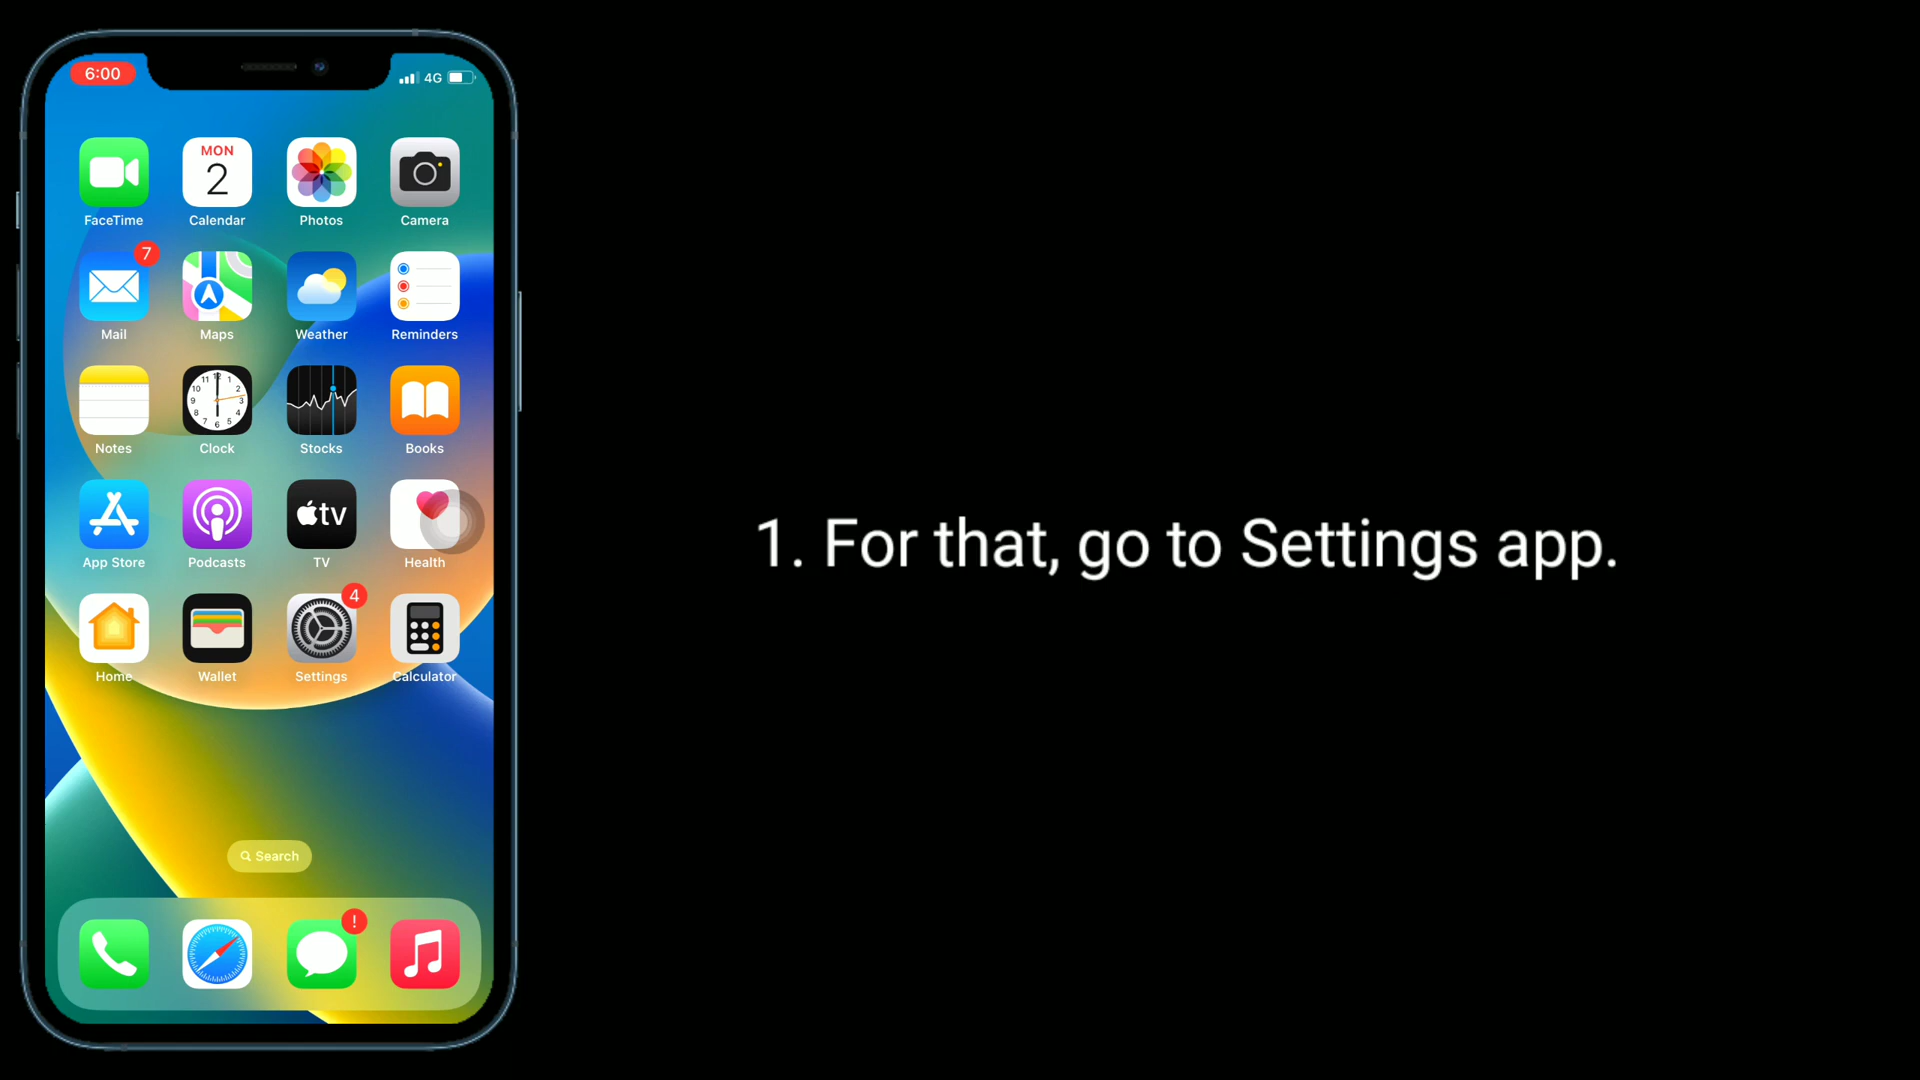 6:00
4G
MON
2
FaceTime
Calendar
Photos
Camera
7
Mail
Maps
Weather
Reminders
Notes
Clock
Stocks
Books
tv
App Store
Podcasts
TV
Health
4
Home
Wallet
Settings
Calculator
Search
!
1. For that, go to Settings app.